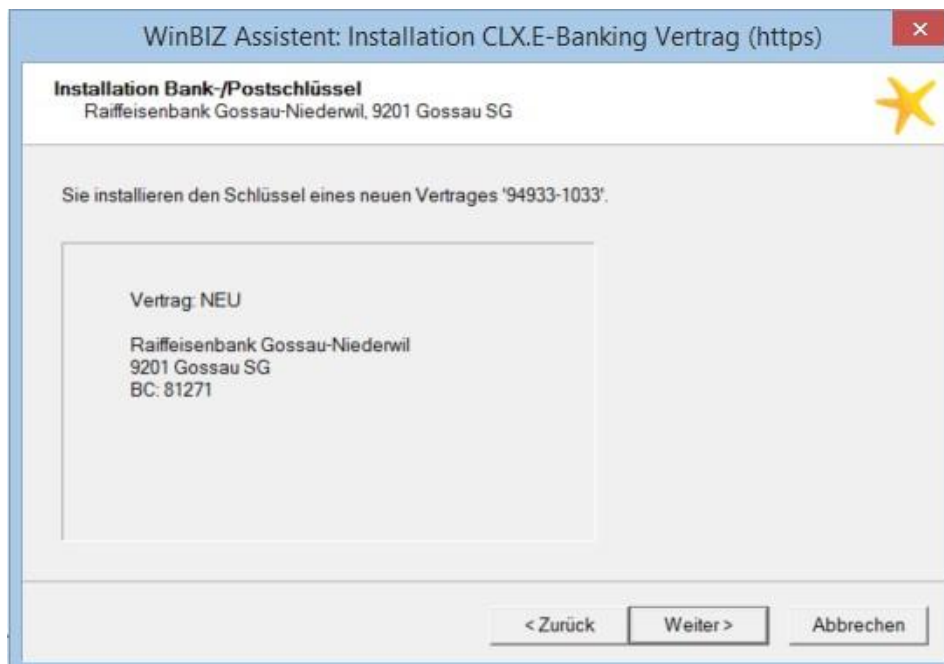 WinBIZ Assistent: Installation CLX.E-Banking Vertrag (https)
Installation Bank-/Postschlüssel
Raiffeisenbank Gossau-Niederwil, 9201 Gossau SG
Sie installieren den Schlüssel eines neuen Vertrages '94933-1033'.
Vertrag: NEU
Raiffeisenbank Gossau-Niederwil
9201 Gossau SG
BC: 81271
< Zurück
Weiter >
Abbrechen